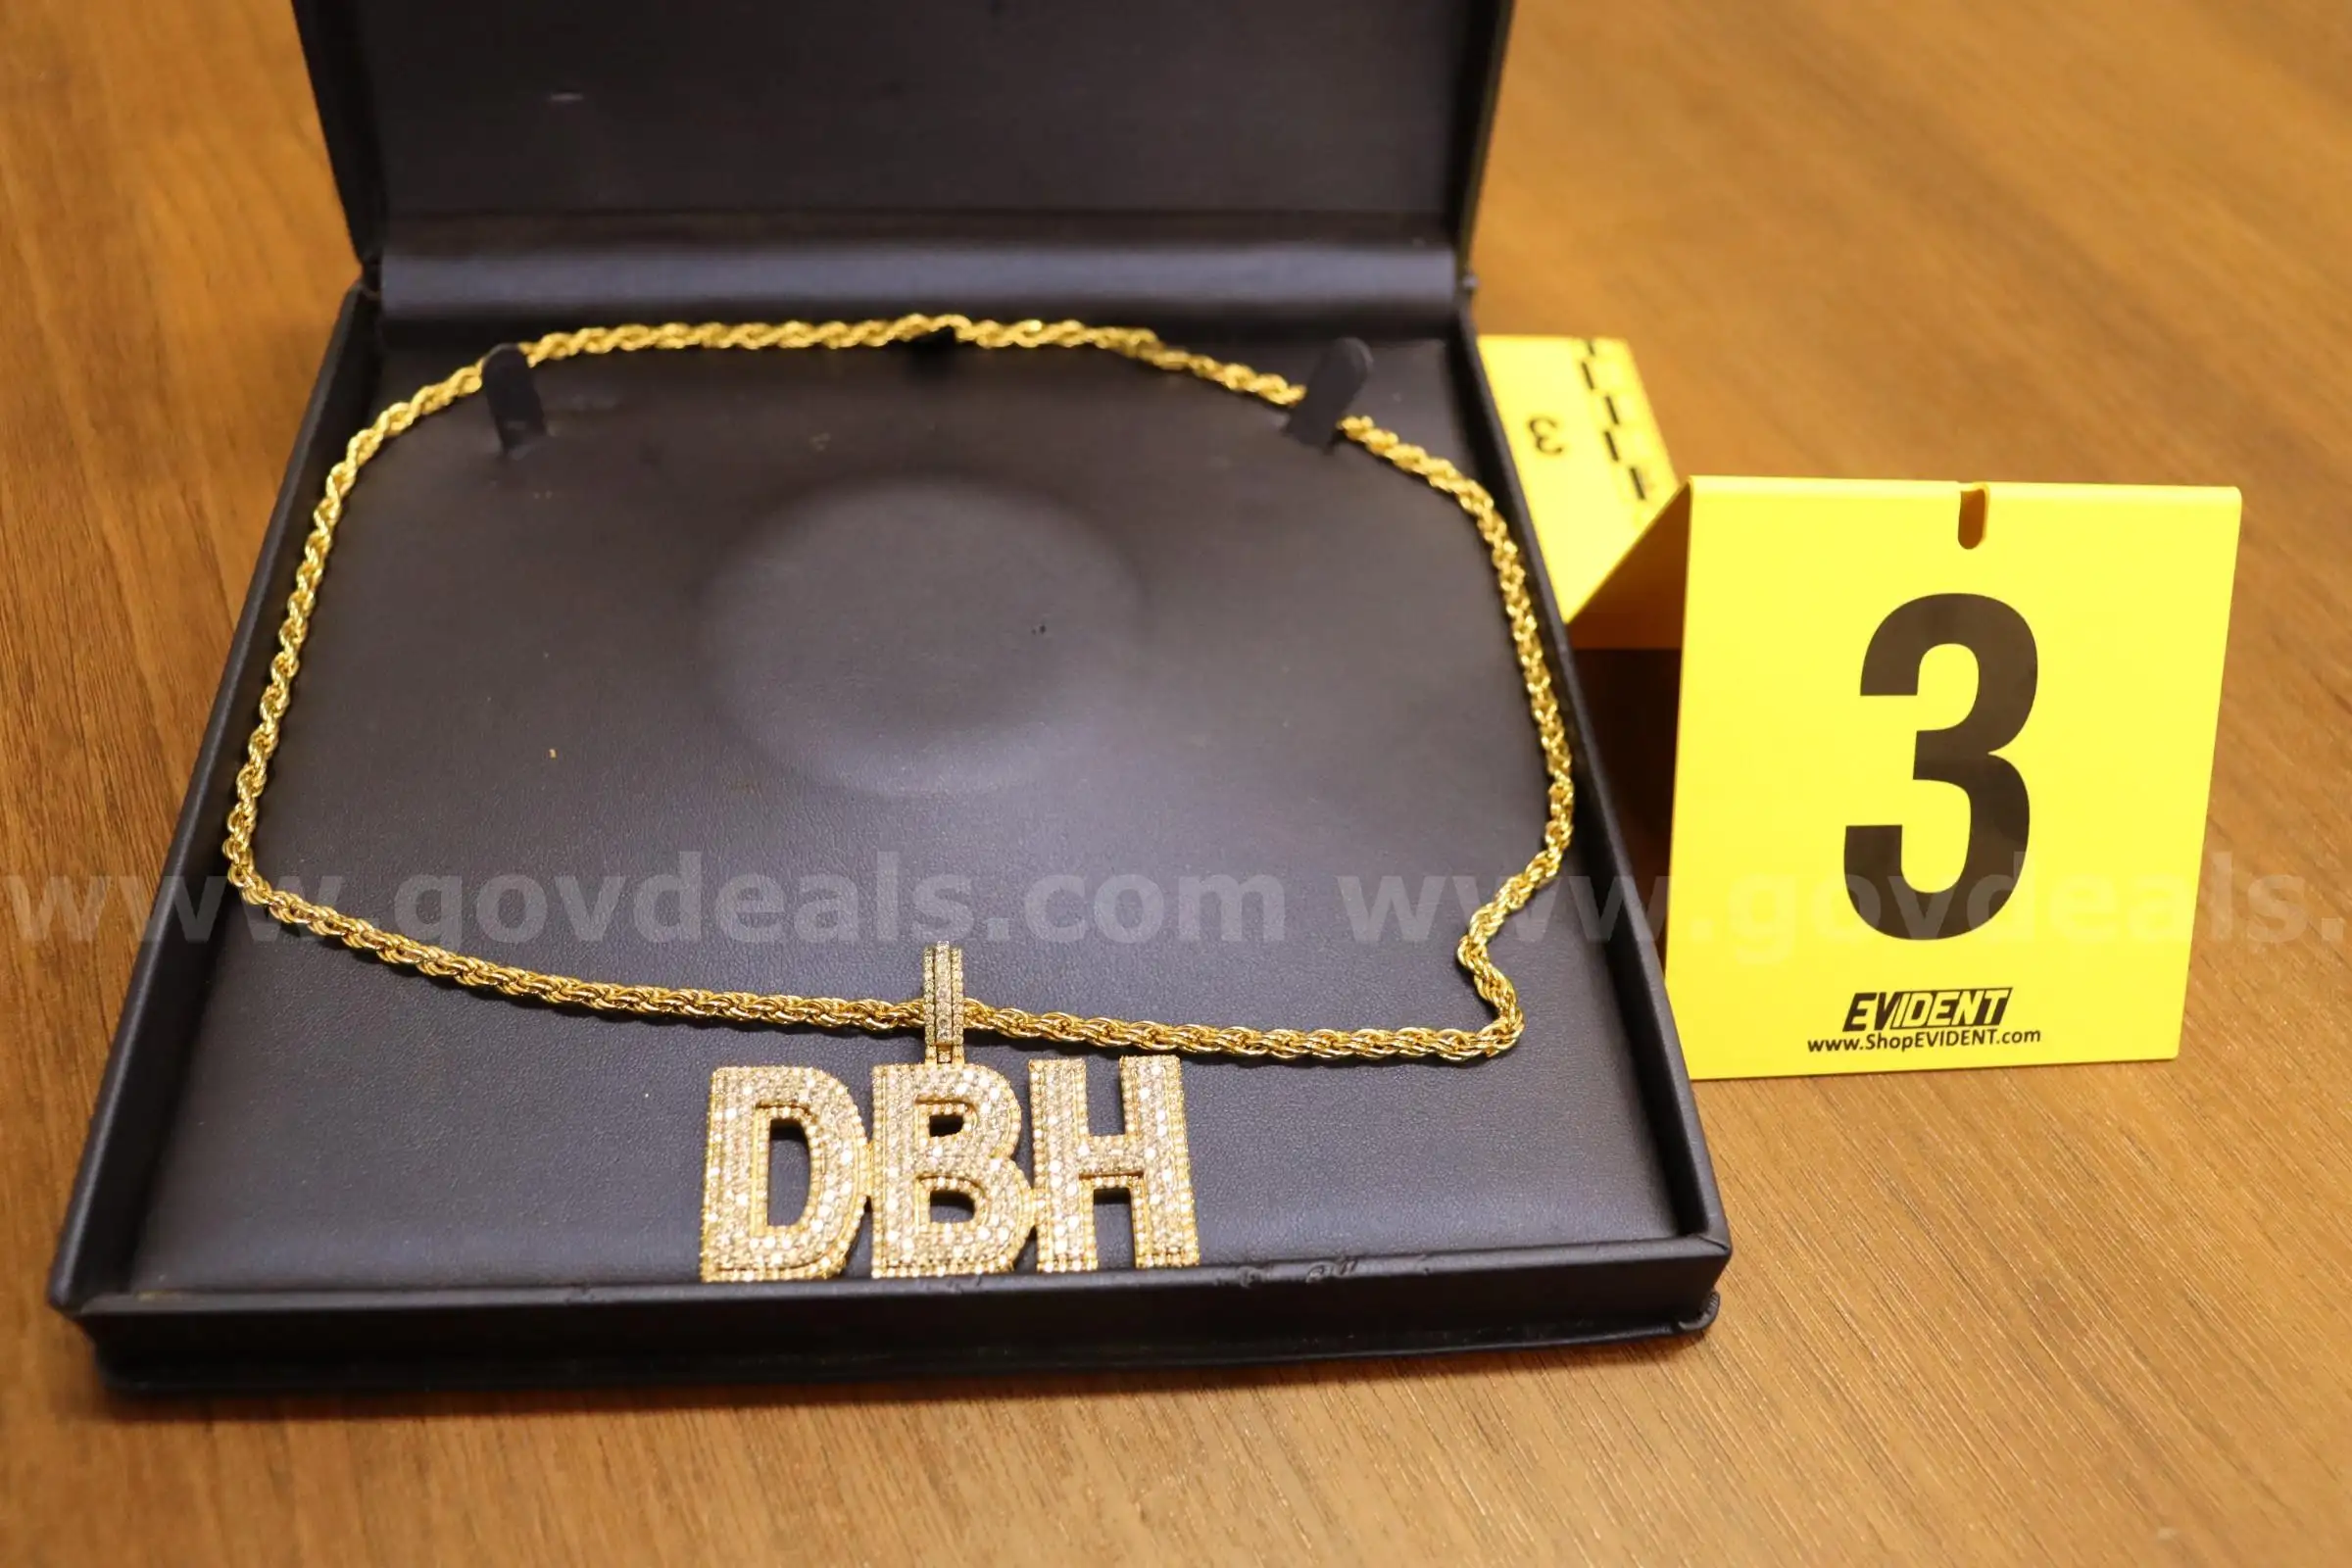 3
3
www.govdeals.com www.govdeals.
EVIDENT
www.ShopEVIDENT.com
DBH